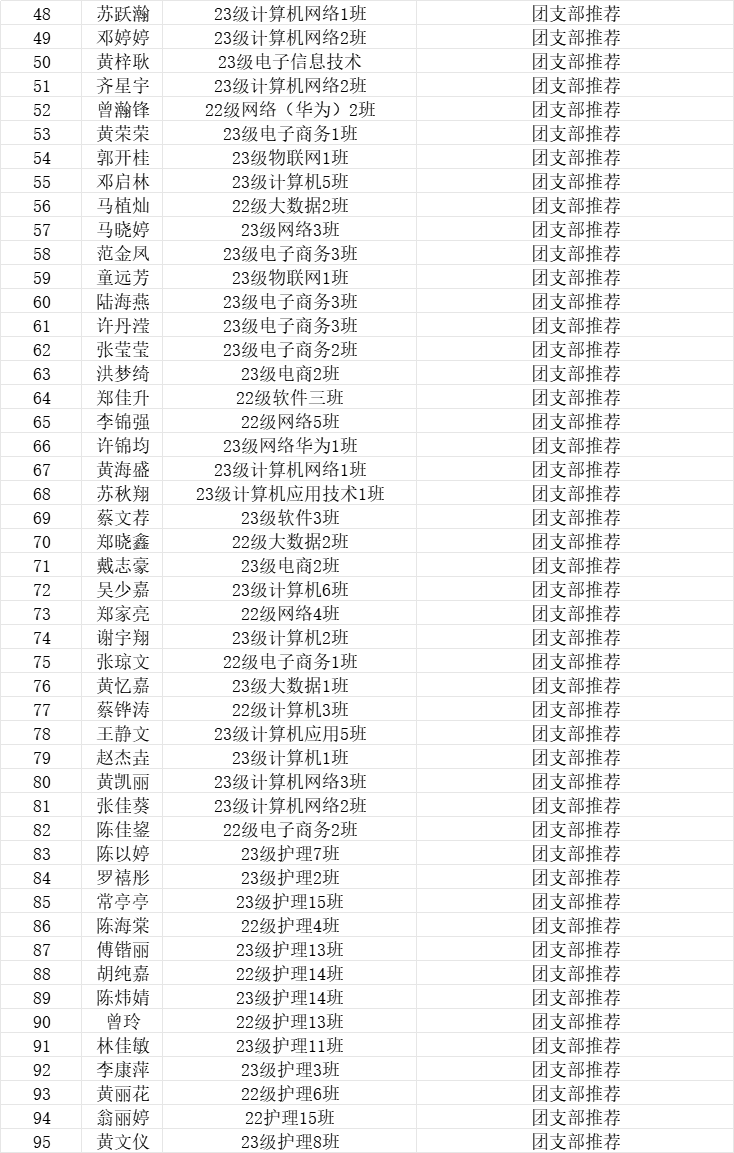 48 苏跃瀚 23级计算机网络1班 团支部推荐
49 邓婷婷 23级计算机网络2班 团支部推荐
50 黄梓耿 23级电子信息技术 团支部推荐
51 齐星宇 23级计算机网络2班 团支部推荐
52 曾瀚锋 22级网络（华为）2班 团支部推荐
53 黄荣荣 23级电子商务1班 团支部推荐
54 郭开桂 23级物联网1班 团支部推荐
55 邓启林 23级计算机5班 团支部推荐
56 马植灿 22级大数据2班 团支部推荐
57 马晓婷 23级网络3班 团支部推荐
58 范金凤 23级电子商务3班 团支部推荐
59 童远芳 23级物联网1班 团支部推荐
60 陆海燕 23级电子商务3班 团支部推荐
61 许丹滢 23级电子商务3班 团支部推荐
62 张莹莹 23级电子商务2班 团支部推荐
63 洪梦绮 23级电商2班 团支部推荐
64 郑佳升 22级软件三班 团支部推荐
65 李锦强 22级网络5班 团支部推荐
66 许锦均 23级网络华为1班 团支部推荐
67 黄海盛 23级计算机网络1班 团支部推荐
68 苏秋翔 23级计算机应用技术1班 团支部推荐
69 蔡文荐 23级软件3班 团支部推荐
70 郑晓鑫 22级大数据2班 团支部推荐
71 戴志豪 23级电商2班 团支部推荐
72 吴少嘉 23级计算机6班 团支部推荐
73 郑家亮 22级网络4班 团支部推荐
74 谢宇翔 23级计算机2班 团支部推荐
75 张琼文 22级电子商务1班 团支部推荐
76 黄忆嘉 23级大数据1班 团支部推荐
77 蔡铧涛 22级计算机3班 团支部推荐
78 王静文 23级计算机应用5班 团支部推荐
79 赵杰垚 23级计算机1班 团支部推荐
80 黄凯丽 23级计算机网络3班 团支部推荐
81 张佳葵 23级计算机网络2班 团支部推荐
82 陈佳鋆 22级电子商务2班 团支部推荐
83 陈以婷 23级护理7班 团支部推荐
84 罗禧彤 23级护理2班 团支部推荐
85 常亭亭 23级护理15班 团支部推荐
86 陈海棠 22级护理4班 团支部推荐
87 傅锴丽 23级护理13班 团支部推荐
88 胡纯嘉 22级护理14班 团支部推荐
89 陈炜婧 23级护理14班 团支部推荐
90 曾玲 22级护理13班 团支部推荐
91 林佳敏 23级护理11班 团支部推荐
92 李康萍 23级护理3班 团支部推荐
93 黄丽花 22级护理6班 团支部推荐
94 翁丽婷 22护理15班 团支部推荐
95 黄文仪 23级护理8班 团支部推荐